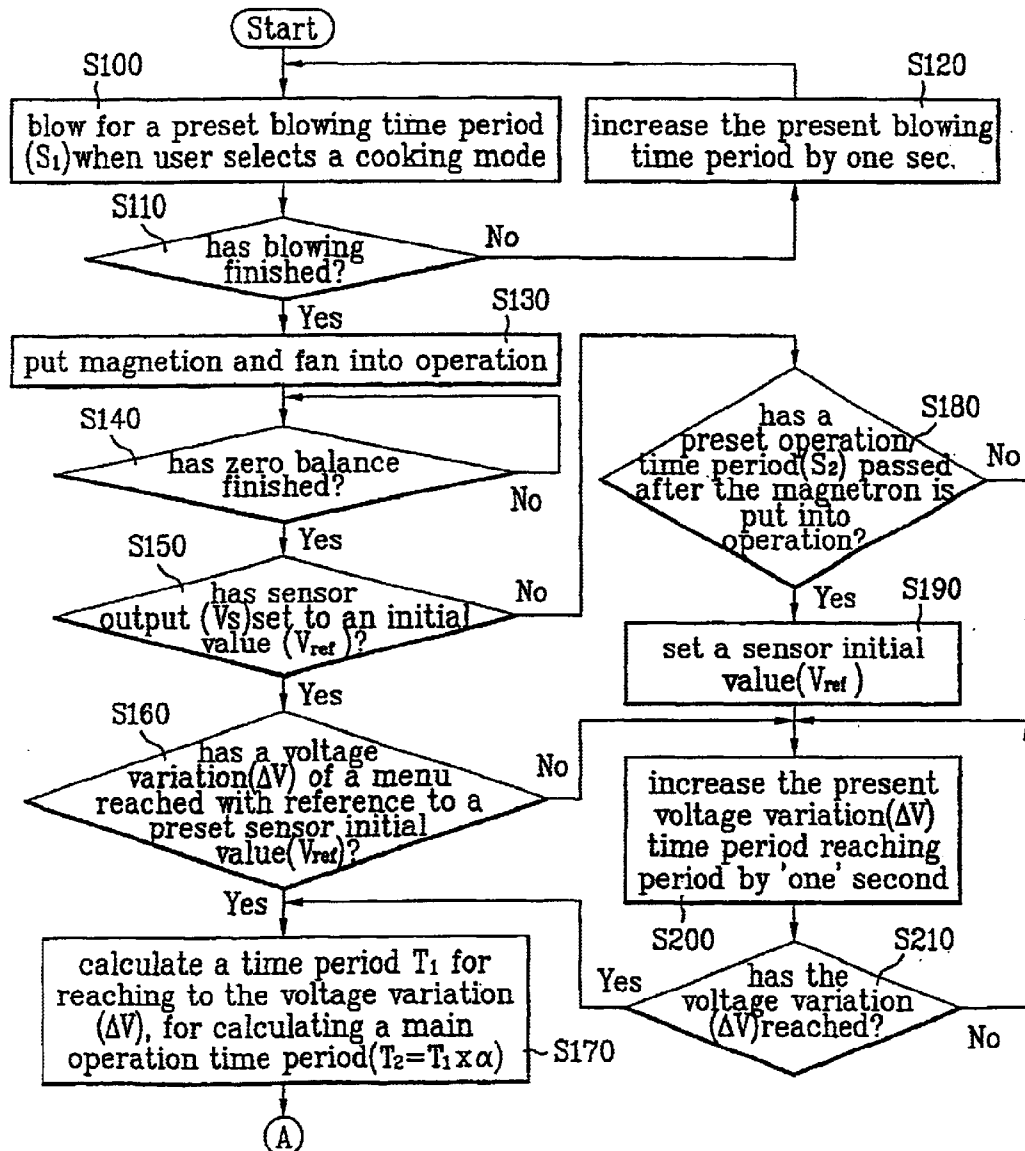 Start
S100
blow for a preset blowing time period
(S1)when user selects a cooking mode
S120
increase the present blowing
time period by one sec.
S110
has blowing
finished?
No
Yes
S130
put magnetion and fan into operation
S140
has zero balance
finished?
No
Yes
S150
has sensor
output (Vs)set to an initial
value (Vref)?
No
Yes
S180
has a
preset operation
time period(S2) passed
after the magnetron is
put into
operation?
No
Yes
S190
set a sensor initial
value(Vref)
S160
has a voltage
variation(ΔV) of a menu
reached with reference to a
preset sensor initial
value(Vref)?
No
Yes
increase the present
voltage variation(ΔV)
time period reaching
period by 'one' second
S200
S210
has the
voltage variation
(ΔV)reached?
Yes
No
calculate a time period T1 for
reaching to the voltage variation
(ΔV), for calculating a main
operation time period(T2=T1xα)
S170
A